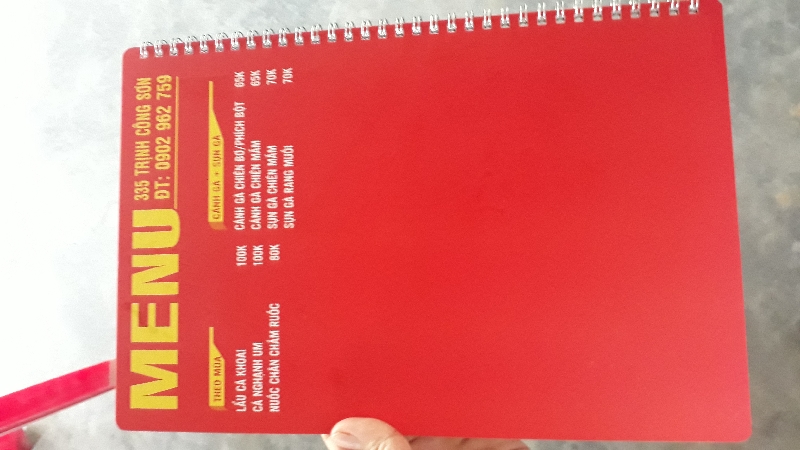 MENU
335 TRỊNH CÔNG SƠN
ĐT: 0902 962 759
THEO MÙA
LẨU CÁ KHOAI 100K
CÁ NGHẠNH UM 100K
NUỐC CHÂN CHẤM RUỐC 80K
CÁNH GÀ + SỤN GÀ
CÁNH GÀ CHIÊN BƠ/PHÍCH BỘT 65K
CÁNH GÀ CHIÊN MẮM 65K
SỤN GÀ CHIÊN MẮM 70K
SỤN GÀ RANG MUỐI 70K